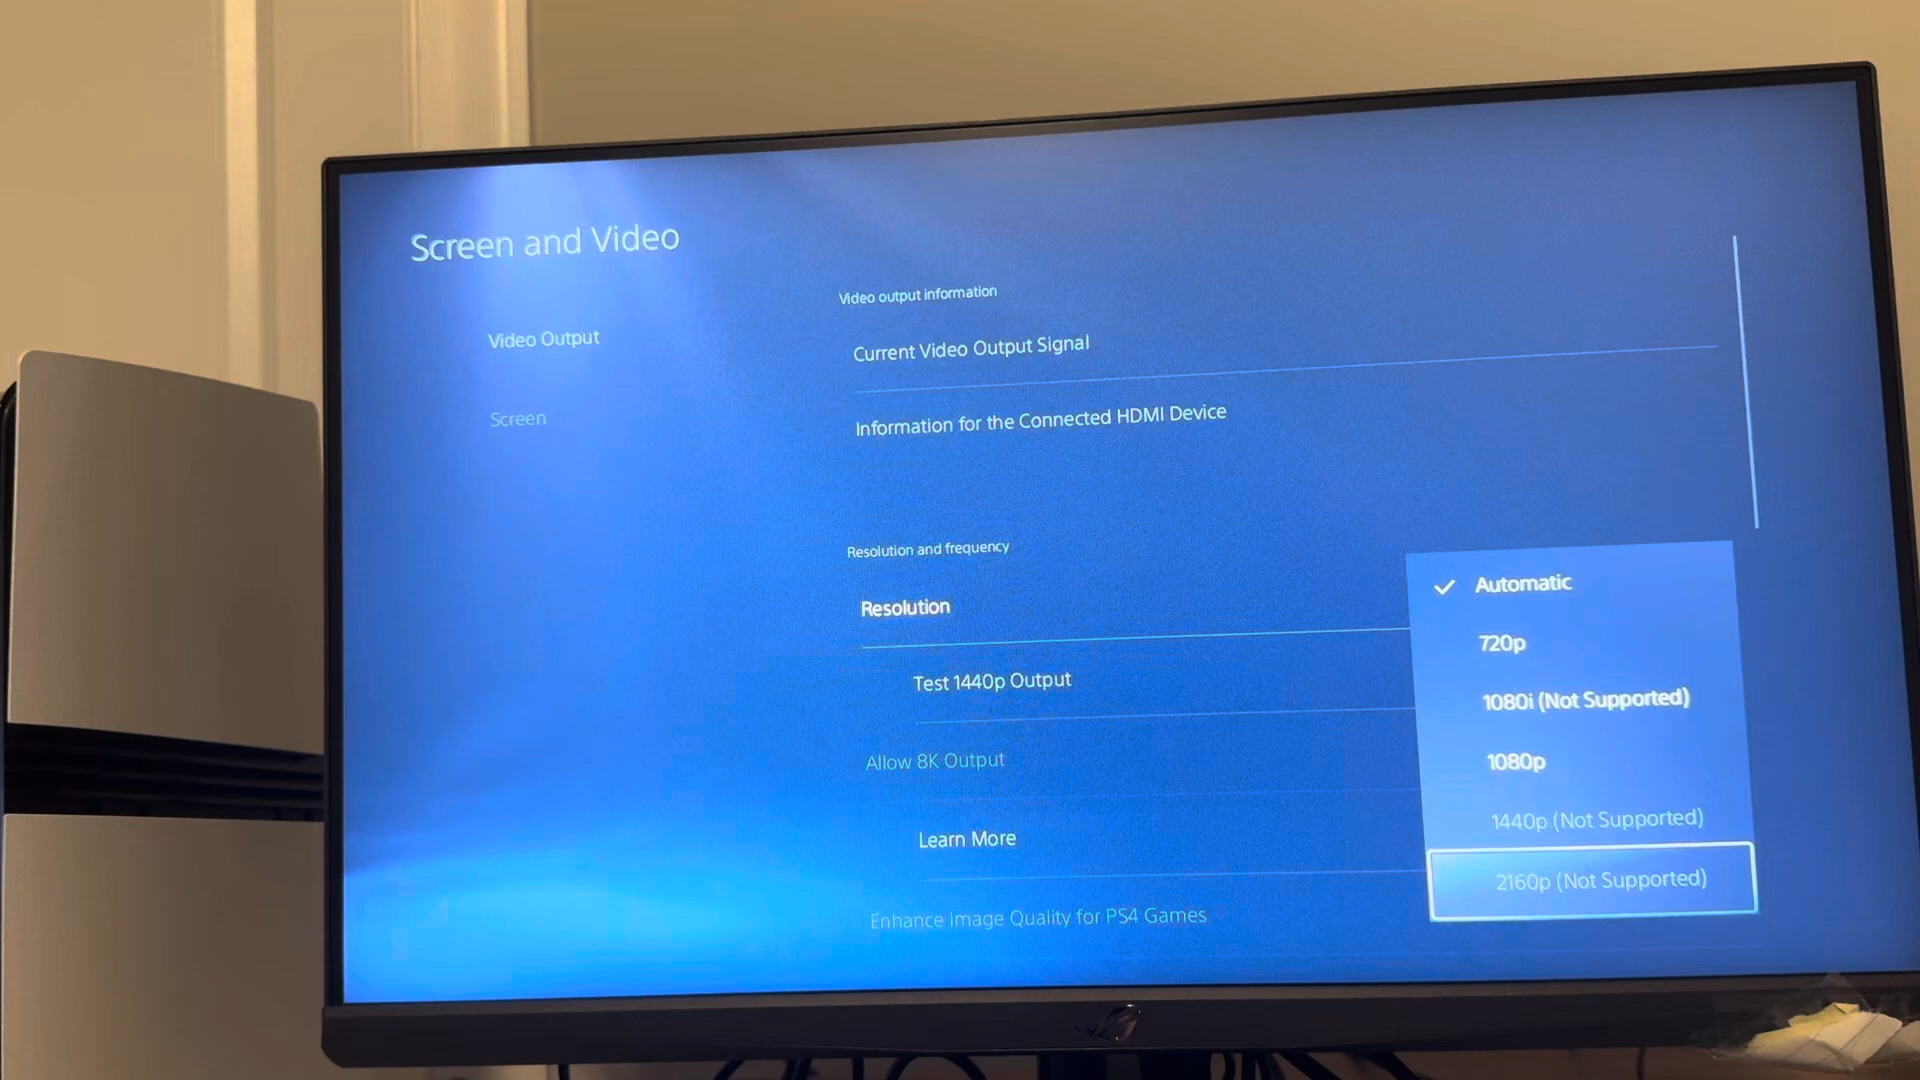 Screen and Video
Video Output
Screen
Video output information
Current Video Output Signal
Information for the Connected HDMI Device
Resolution and frequency
Resolution
Test 1440p Output
Allow 8K Output
Learn More
Enhance Image Quality for PS4 Games
Automatic
720p
1080i (Not Supported)
1080p
1440p (Not Supported)
2160p (Not Supported)